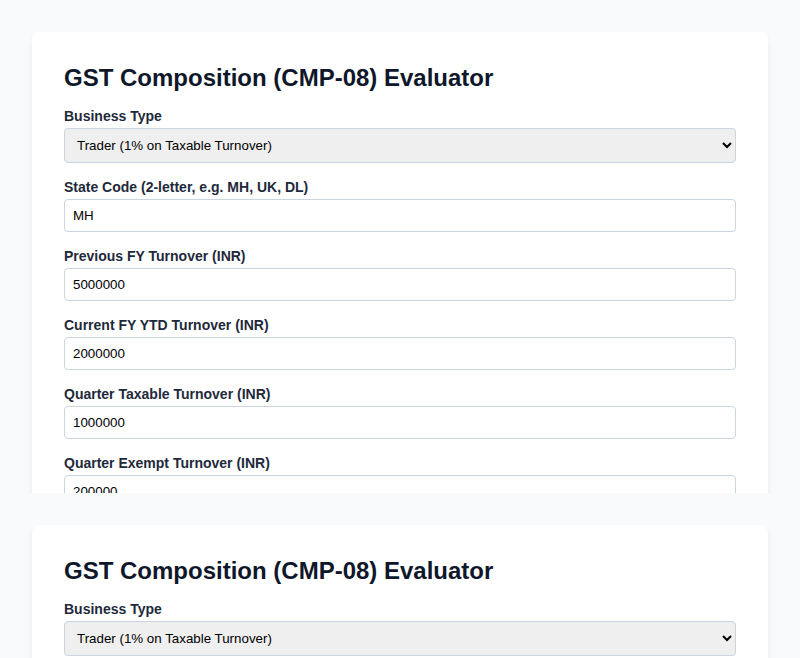 GST Composition (CMP-08) Evaluator
Business Type
Trader (1% on Taxable Turnover)
State Code (2-letter, e.g. MH, UK, DL)
MH
Previous FY Turnover (INR)
5000000
Current FY YTD Turnover (INR)
2000000
Quarter Taxable Turnover (INR)
1000000
Quarter Exempt Turnover (INR)
200000
GST Composition (CMP-08) Evaluator
Business Type
Trader (1% on Taxable Turnover)